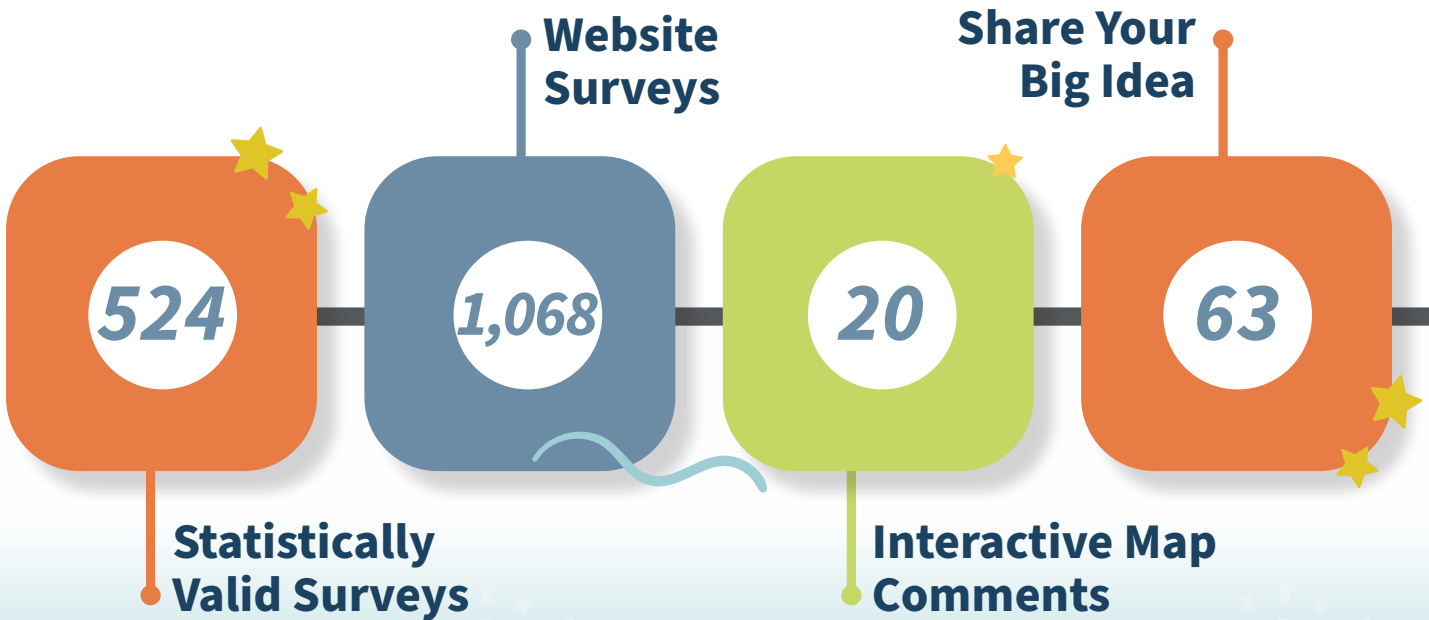 Website
Surveys
Share Your
Big Idea
524
1,068
20
63
Statistically
Valid Surveys
Interactive Map
Comments